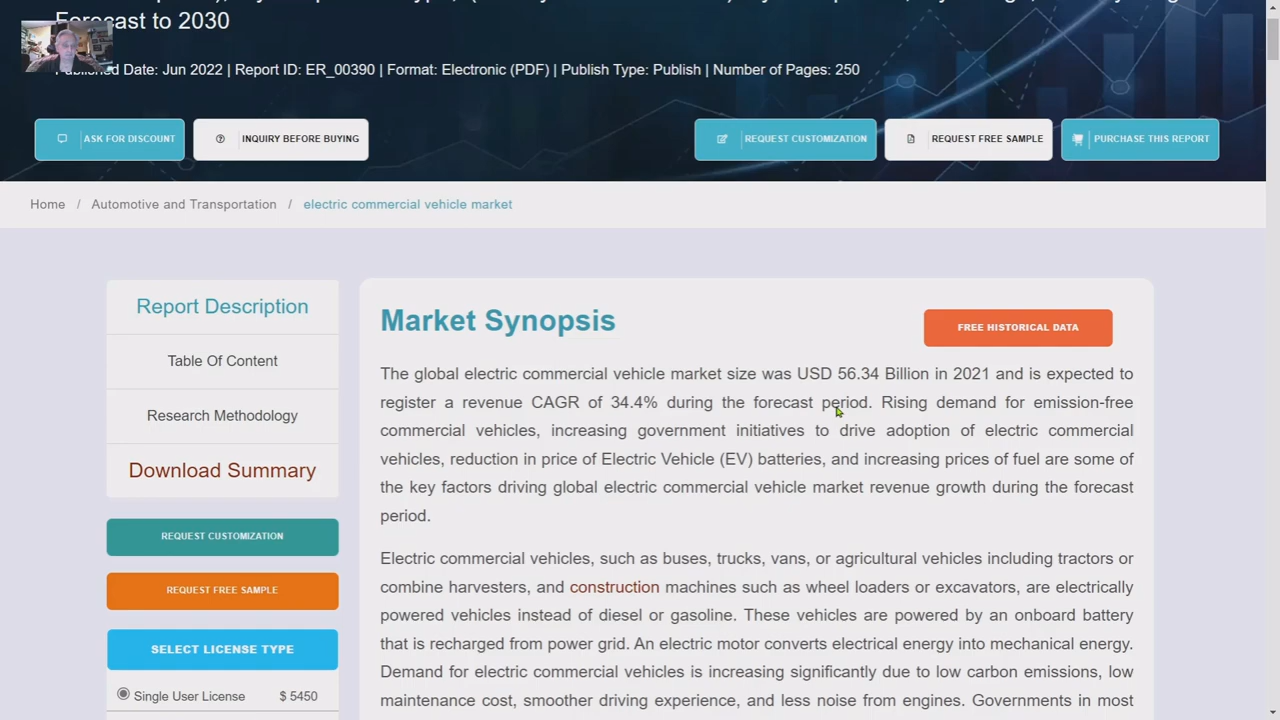 Forecast to 2030
Published Date: Jun 2022 | Report ID: ER_00390 | Format: Electronic (PDF) | Publish Type: Publish | Number of Pages: 250
ASK FOR DISCOUNT
INQUIRY BEFORE BUYING
REQUEST CUSTOMIZATION
REQUEST FREE SAMPLE
PURCHASE THIS REPORT
Home / Automotive and Transportation / electric commercial vehicle market
Report Description
Table Of Content
Research Methodology
Download Summary
REQUEST CUSTOMIZATION
REQUEST FREE SAMPLE
SELECT LICENSE TYPE
Single User License $ 5450
Market Synopsis
FREE HISTORICAL DATA
The global electric commercial vehicle market size was USD 56.34 Billion in 2021 and is expected to
register a revenue CAGR of 34.4% during the forecast period. Rising demand for emission-free
commercial vehicles, increasing government initiatives to drive adoption of electric commercial
vehicles, reduction in price of Electric Vehicle (EV) batteries, and increasing prices of fuel are some of
the key factors driving global electric commercial vehicle market revenue growth during the forecast
period.
Electric commercial vehicles, such as buses, trucks, vans, or agricultural vehicles including tractors or
combine harvesters, and construction machines such as wheel loaders or excavators, are electrically
powered vehicles instead of diesel or gasoline. These vehicles are powered by an onboard battery
that is recharged from power grid. An electric motor converts electrical energy into mechanical energy.
Demand for electric commercial vehicles is increasing significantly due to low carbon emissions, low
maintenance cost, smoother driving experience, and less noise from engines. Governments in most